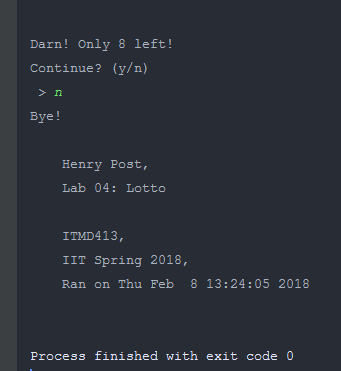 Darn! Only 8 left!
Continue? (y/n)
> n
Bye!
Henry Post,
Lab 04: Lotto
ITMD413,
IIT Spring 2018,
Ran on Thu Feb  8 13:24:05 2018
Process finished with exit code 0